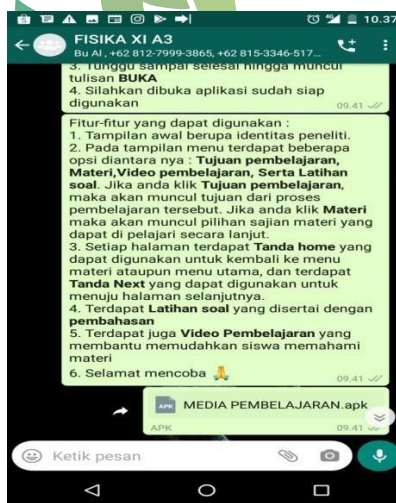 10.37
FISIKA XI A3
Bu Al , +62 812-7999-3865, +62 815-3346-517...
3. Tunggu sampai selesai hingga muncul
tulisan BUKA
4. Silahkan dibuka aplikasi sudah siap
digunakan
09.41
Fitur-fitur yang dapat digunakan :
1. Tampilan awal berupa identitas peneliti.
2. Pada tampilan menu terdapat beberapa
opsi diantara nya : Tujuan pembelajaran,
Materi,Video pembelajaran, Serta Latihan
soal. Jika anda klik Tujuan pembelajaran,
maka akan muncul tujuan dari proses
pembelajaran tersebut. Jika anda klik Materi
maka akan muncul pilihan sajian materi yang
dapat di pelajari secara lanjut.
3. Setiap halaman terdapat Tanda home yang
dapat digunakan untuk kembali ke menu
materi ataupun menu utama, dan terdapat
Tanda Next yang dapat digunakan untuk
menuju halaman selanjutnya.
4. Terdapat Latihan soal yang disertai dengan
pembahasan
5. Terdapat juga Video Pembelajaran yang
membantu memudahkan siswa memahami
materi
6. Selamat mencoba 🙏
09.41
APK MEDIA PEMBELAJARAN.apk
APK 09.41
Ketik pesan